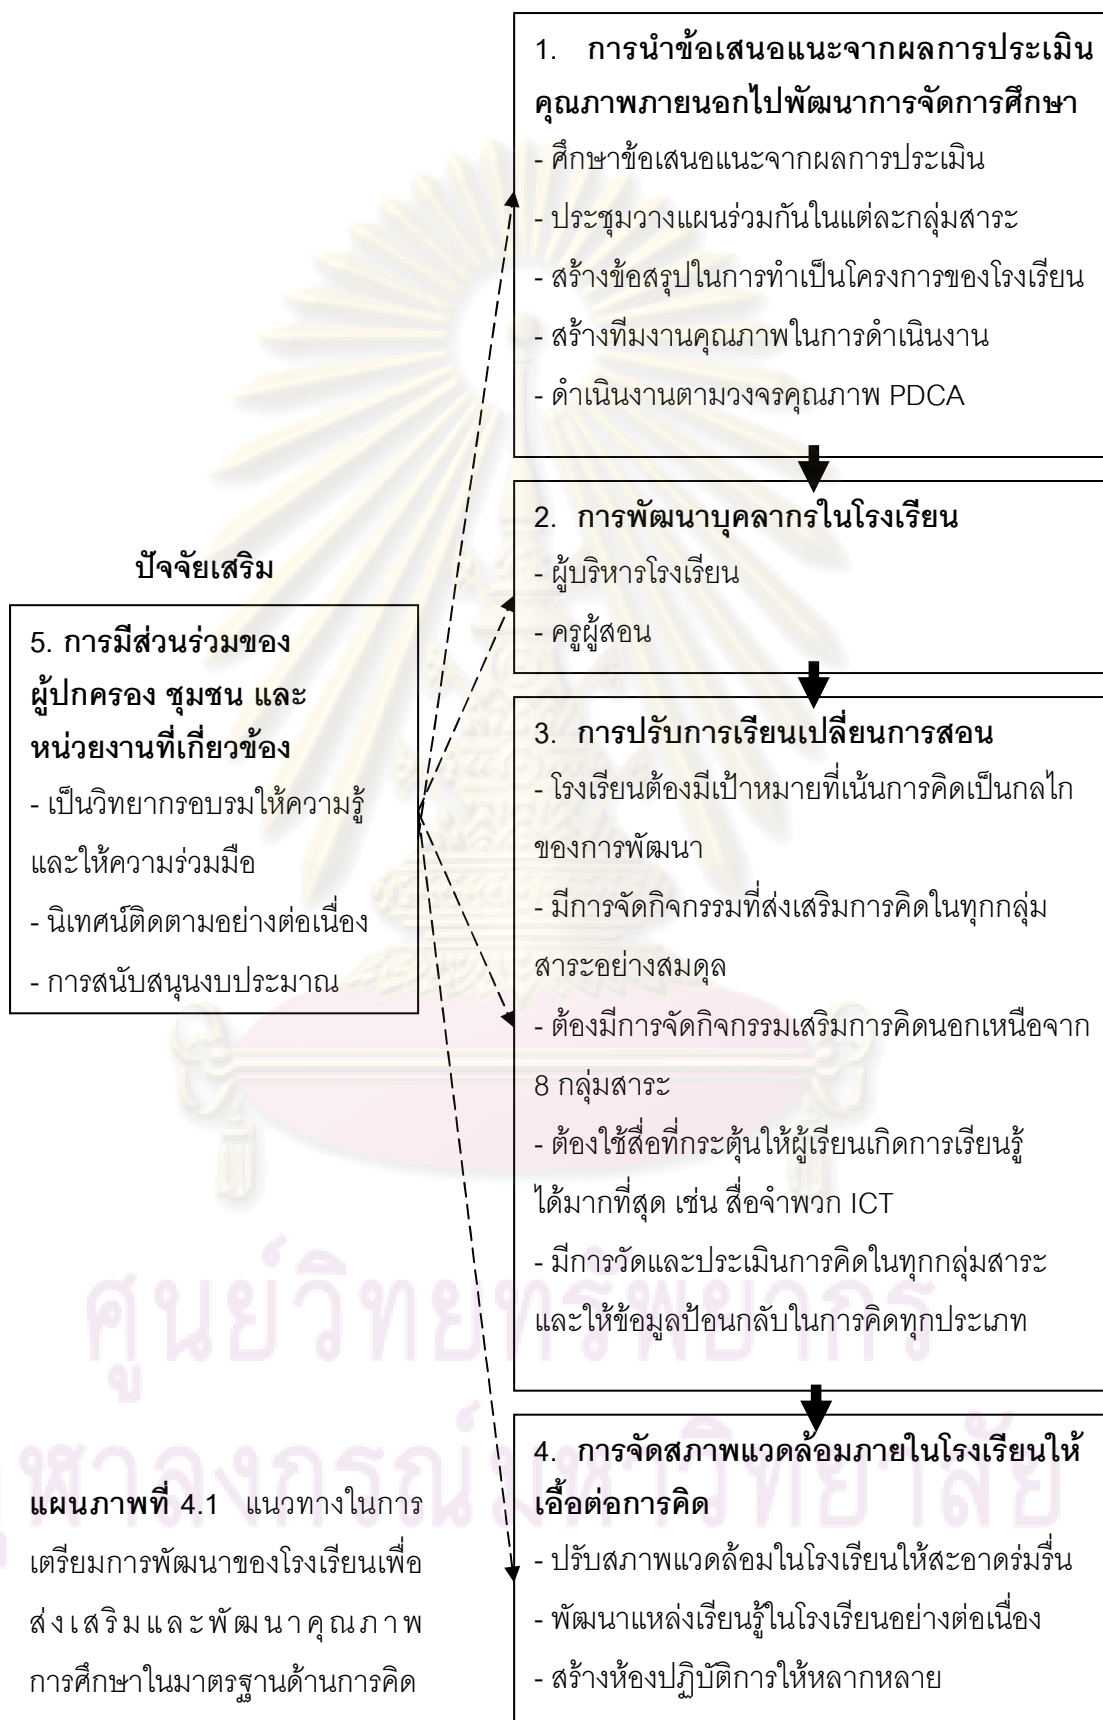 1. การนำข้อเสนอแนะจากผลการประเมิน
คุณภาพภายนอกไปพัฒนาการจัดการศึกษา
- ศึกษาข้อเสนอแนะจากผลการประเมิน
- ประชุมวางแผนร่วมกันในแต่ละกลุ่มสาระ
- สร้างข้อสรุปในการทำเป็นโครงการของโรงเรียน
- สร้างทีมงานคุณภาพในการดำเนินงาน
- ดำเนินงานตามวงจรคุณภาพ PDCA
2. การพัฒนาบุคลากรในโรงเรียน
- ผู้บริหารโรงเรียน
- ครูผู้สอน
ปัจจัยเสริม
5. การมีส่วนร่วมของ
ผู้ปกครอง ชุมชน และ
หน่วยงานที่เกี่ยวข้อง
- เป็นวิทยากรอบรมให้ความรู้
และให้ความร่วมมือ
- นิเทศน์ติดตามอย่างต่อเนื่อง
- การสนับสนุนงบประมาณ
3. การปรับการเรียนเปลี่ยนการสอน
- โรงเรียนต้องมีเป้าหมายที่เน้นการคิดเป็นกลไก
ของการพัฒนา
- มีการจัดกิจกรรมที่ส่งเสริมการคิดในทุกกลุ่ม
สาระอย่างสมดุล
- ต้องมีการจัดกิจกรรมเสริมการคิดนอกเหนือจาก
8 กลุ่มสาระ
- ต้องใช้สื่อที่กระตุ้นให้ผู้เรียนเกิดการเรียนรู้
ได้มากที่สุด เช่น สื่อจำพวก ICT
- มีการวัดและประเมินการคิดในทุกกลุ่มสาระ
และให้ข้อมูลป้อนกลับในการคิดทุกประเภท
4. การจัดสภาพแวดล้อมภายในโรงเรียนให้
เอื้อต่อการคิด
- ปรับสภาพแวดล้อมในโรงเรียนให้สะอาดร่มรื่น
- พัฒนาแหล่งเรียนรู้ในโรงเรียนอย่างต่อเนื่อง
- สร้างห้องปฏิบัติการให้หลากหลาย
แผนภาพที่ 4.1 แนวทางในการ
เตรียมการพัฒนาของโรงเรียนเพื่อ
ส่งเสริมและพัฒนาคุณภาพ
การศึกษาในมาตรฐานด้านการคิด
ศูนย์วิทยทรัพยากร
ุฬาลงกรณ์มหาวิทยาลัย